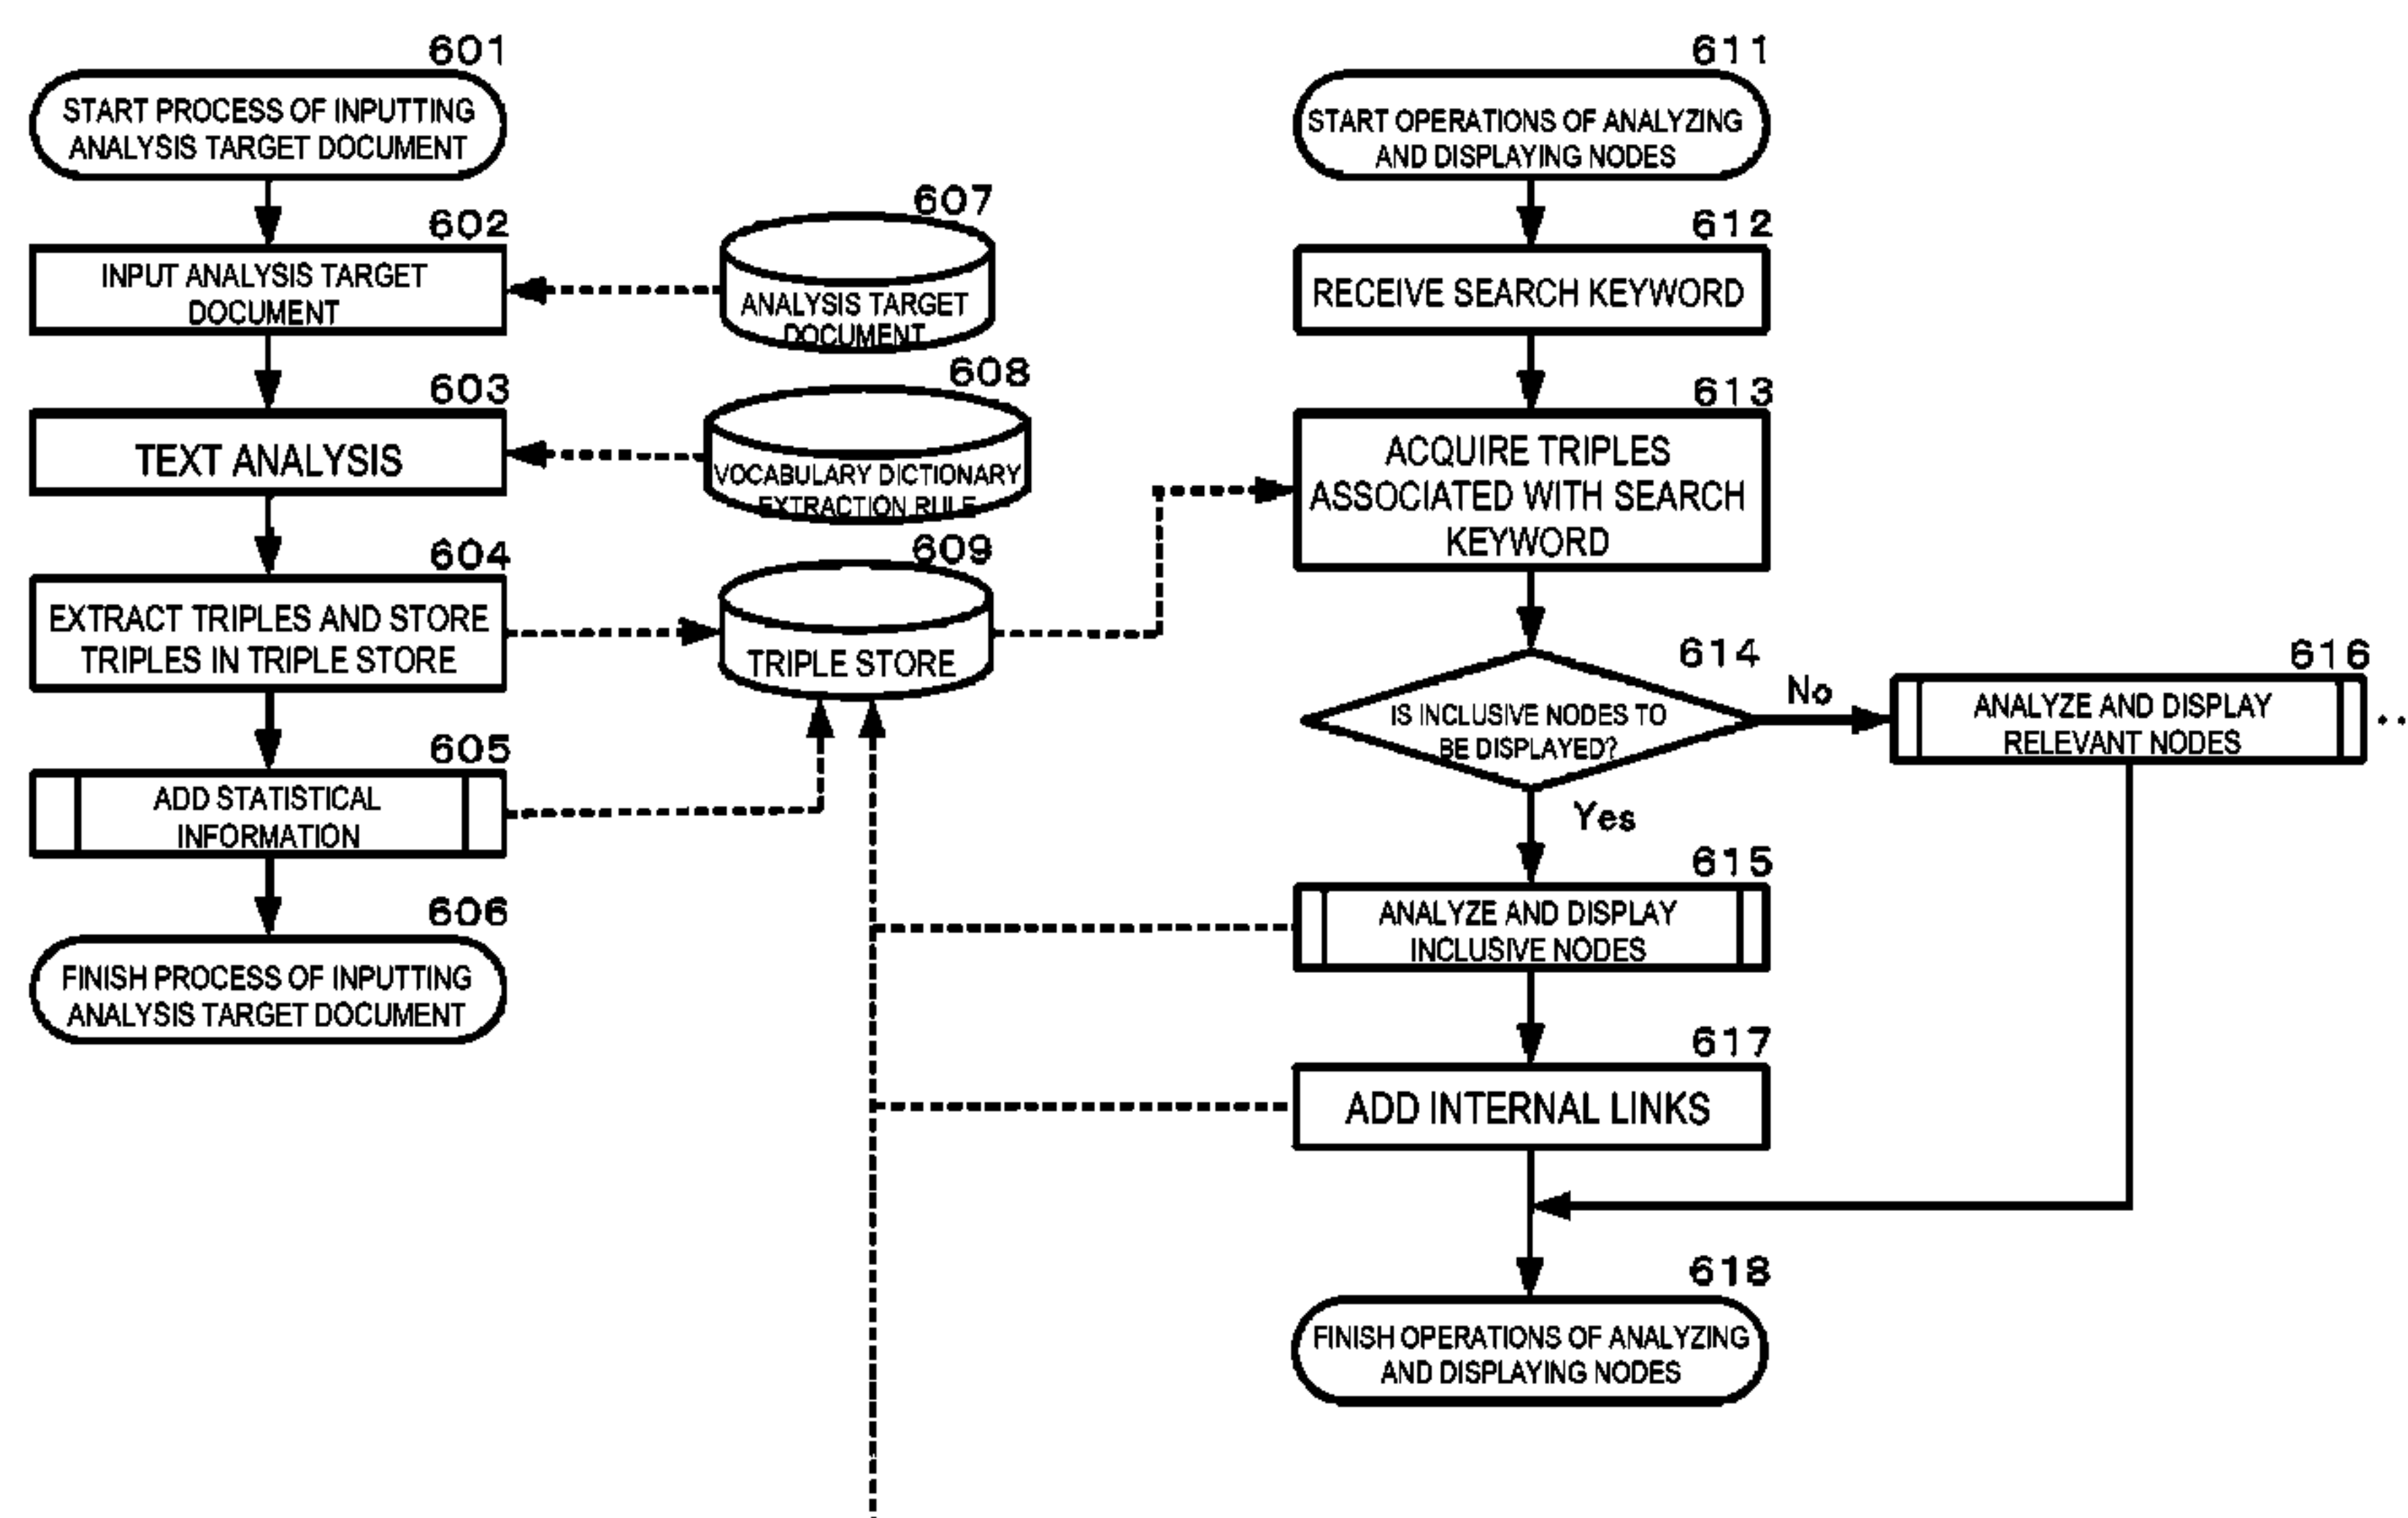 601
START PROCESS OF INPUTTING
ANALYSIS TARGET DOCUMENT
602
INPUT ANALYSIS TARGET
DOCUMENT
603
TEXT ANALYSIS
604
EXTRACT TRIPLES AND STORE
TRIPLES IN TRIPLE STORE
605
ADD STATISTICAL
INFORMATION
606
FINISH PROCESS OF INPUTTING
ANALYSIS TARGET DOCUMENT
607
ANALYSIS TARGET
DOCUMENT
608
VOCABULARY DICTIONARY
EXTRACTION RULE
609
TRIPLE STORE
611
START OPERATIONS OF ANALYZING
AND DISPLAYING NODES
612
RECEIVE SEARCH KEYWORD
613
ACQUIRE TRIPLES
ASSOCIATED WITH SEARCH
KEYWORD
614
IS INCLUSIVE NODES TO
BE DISPLAYED?
No
Yes
616
ANALYZE AND DISPLAY
RELEVANT NODES
615
ANALYZE AND DISPLAY
INCLUSIVE NODES
617
ADD INTERNAL LINKS
618
FINISH OPERATIONS OF ANALYZING
AND DISPLAYING NODES